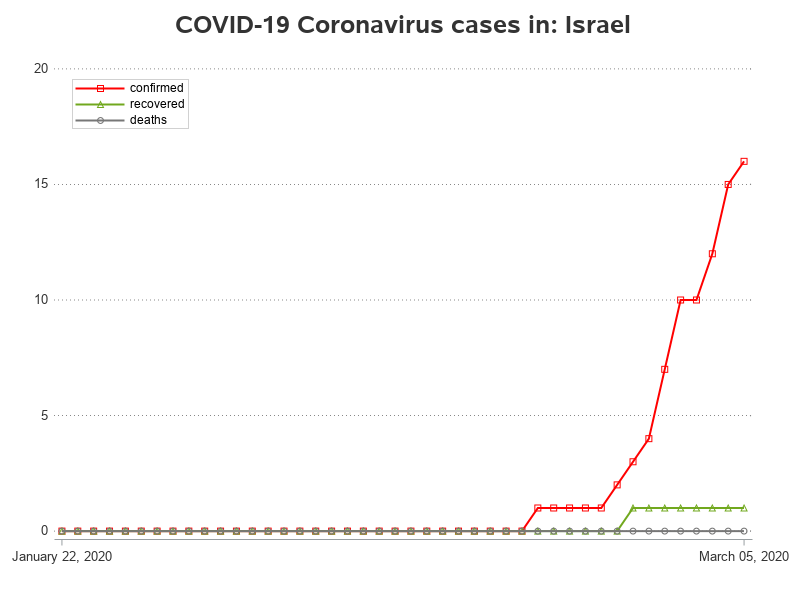 COVID-19 Coronavirus cases in: Israel
20
confirmed
recovered
deaths
15
10
5
0
January 22, 2020
March 05, 2020